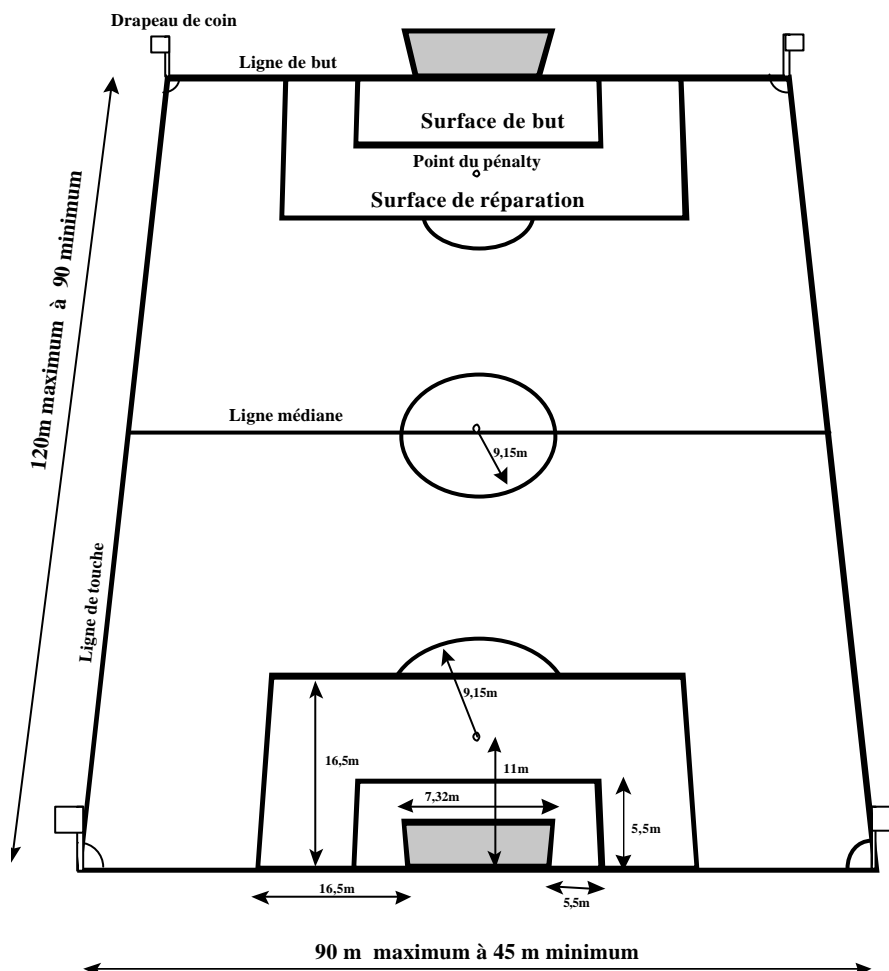 Drapeau de coin
Ligne de but
Surface de but
Point du pénalty
Surface de réparation
120m maximum à 90 minimum
Ligne médiane
9,15m
Ligne de touche
9,15m
16,5m
11m
7,32m
5,5m
16,5m
5,5m
90 m maximum à 45 m minimum